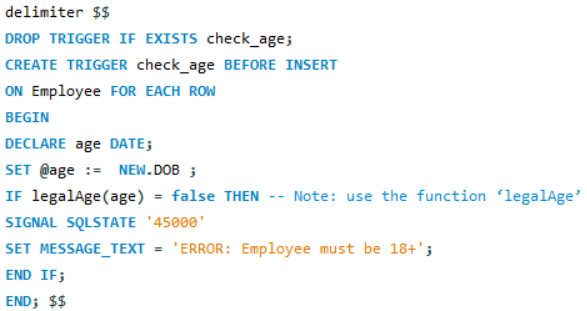 delimiter $$
DROP TRIGGER IF EXISTS check_age;
CREATE TRIGGER check_age BEFORE INSERT
ON Employee FOR EACH ROW
BEGIN
DECLARE age DATE;
SET @age :=  NEW.DOB ;
IF legalAge(age) = false THEN -- Note: use the function ‘legalAge’
SIGNAL SQLSTATE '45000'
SET MESSAGE_TEXT = 'ERROR: Employee must be 18+';
END IF;
END; $$